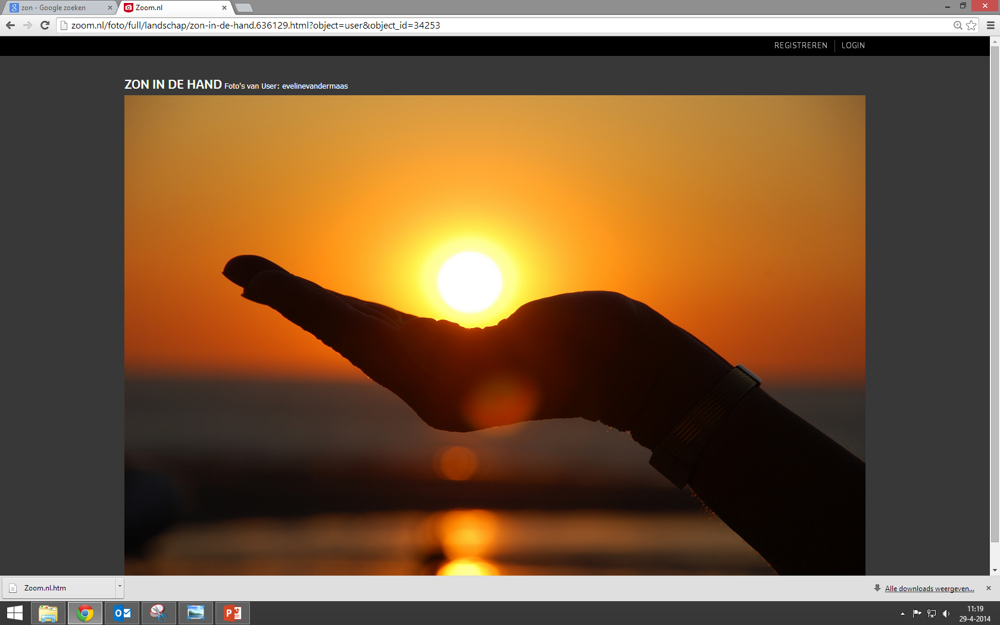 zon - Google zoeken
Zoom.nl
zoom.nl/foto/full/landschap/zon-in-de-hand.636129.html?object=user&object_id=34253
REGISTREREN
LOGIN
ZON IN DE HAND Foto's van User: evelinevandermaas
Zoom.nl.htm
Alle downloads weergeven...
11:19
29-4-2014